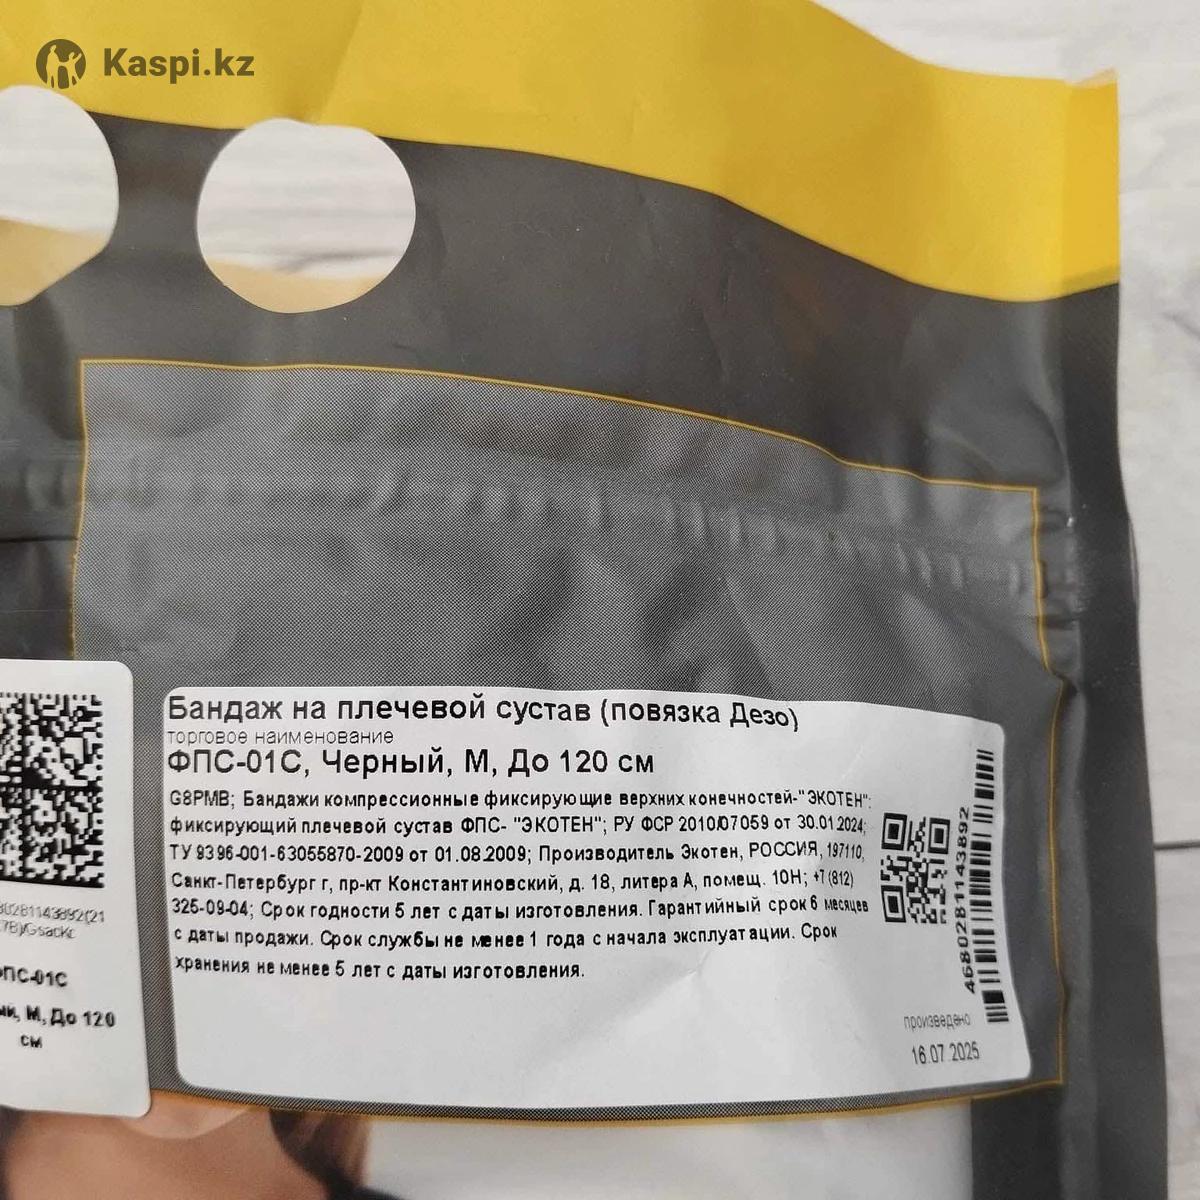 Kaspi.kz
Бандаж на плечевой сустав (повязка Дезо)
торговое наименование
ФПС-01С, Черный, М, До 120 см
G8PMB; Бандажи компрессионные фиксирующие верхних конечностей-"ЭКОТЕН":
фиксирующий плечевой сустав ФПС- "ЭКОТЕН"; РУ ФСР 2010/07059 от 30.01.2024;
ТУ 9396-001-63055870-2009 от 01.08.2009; Производитель Экотен, РОССИЯ, 197110,
Санкт-Петербург г, пр-кт Константиновский, д. 18, литера А, помещ. 10Н; +7 (812)
325-09-04; Срок годности 5 лет с даты изготовления. Гарантийный срок 6 месяцев
с даты продажи. Срок службы не менее 1 года с начала эксплуатации. Срок
хранения не менее 5 лет с даты изготовления.
4680281143892
произведено
16.07.2025
80281143892(21
ПС-01С
ый, М, До 120
см